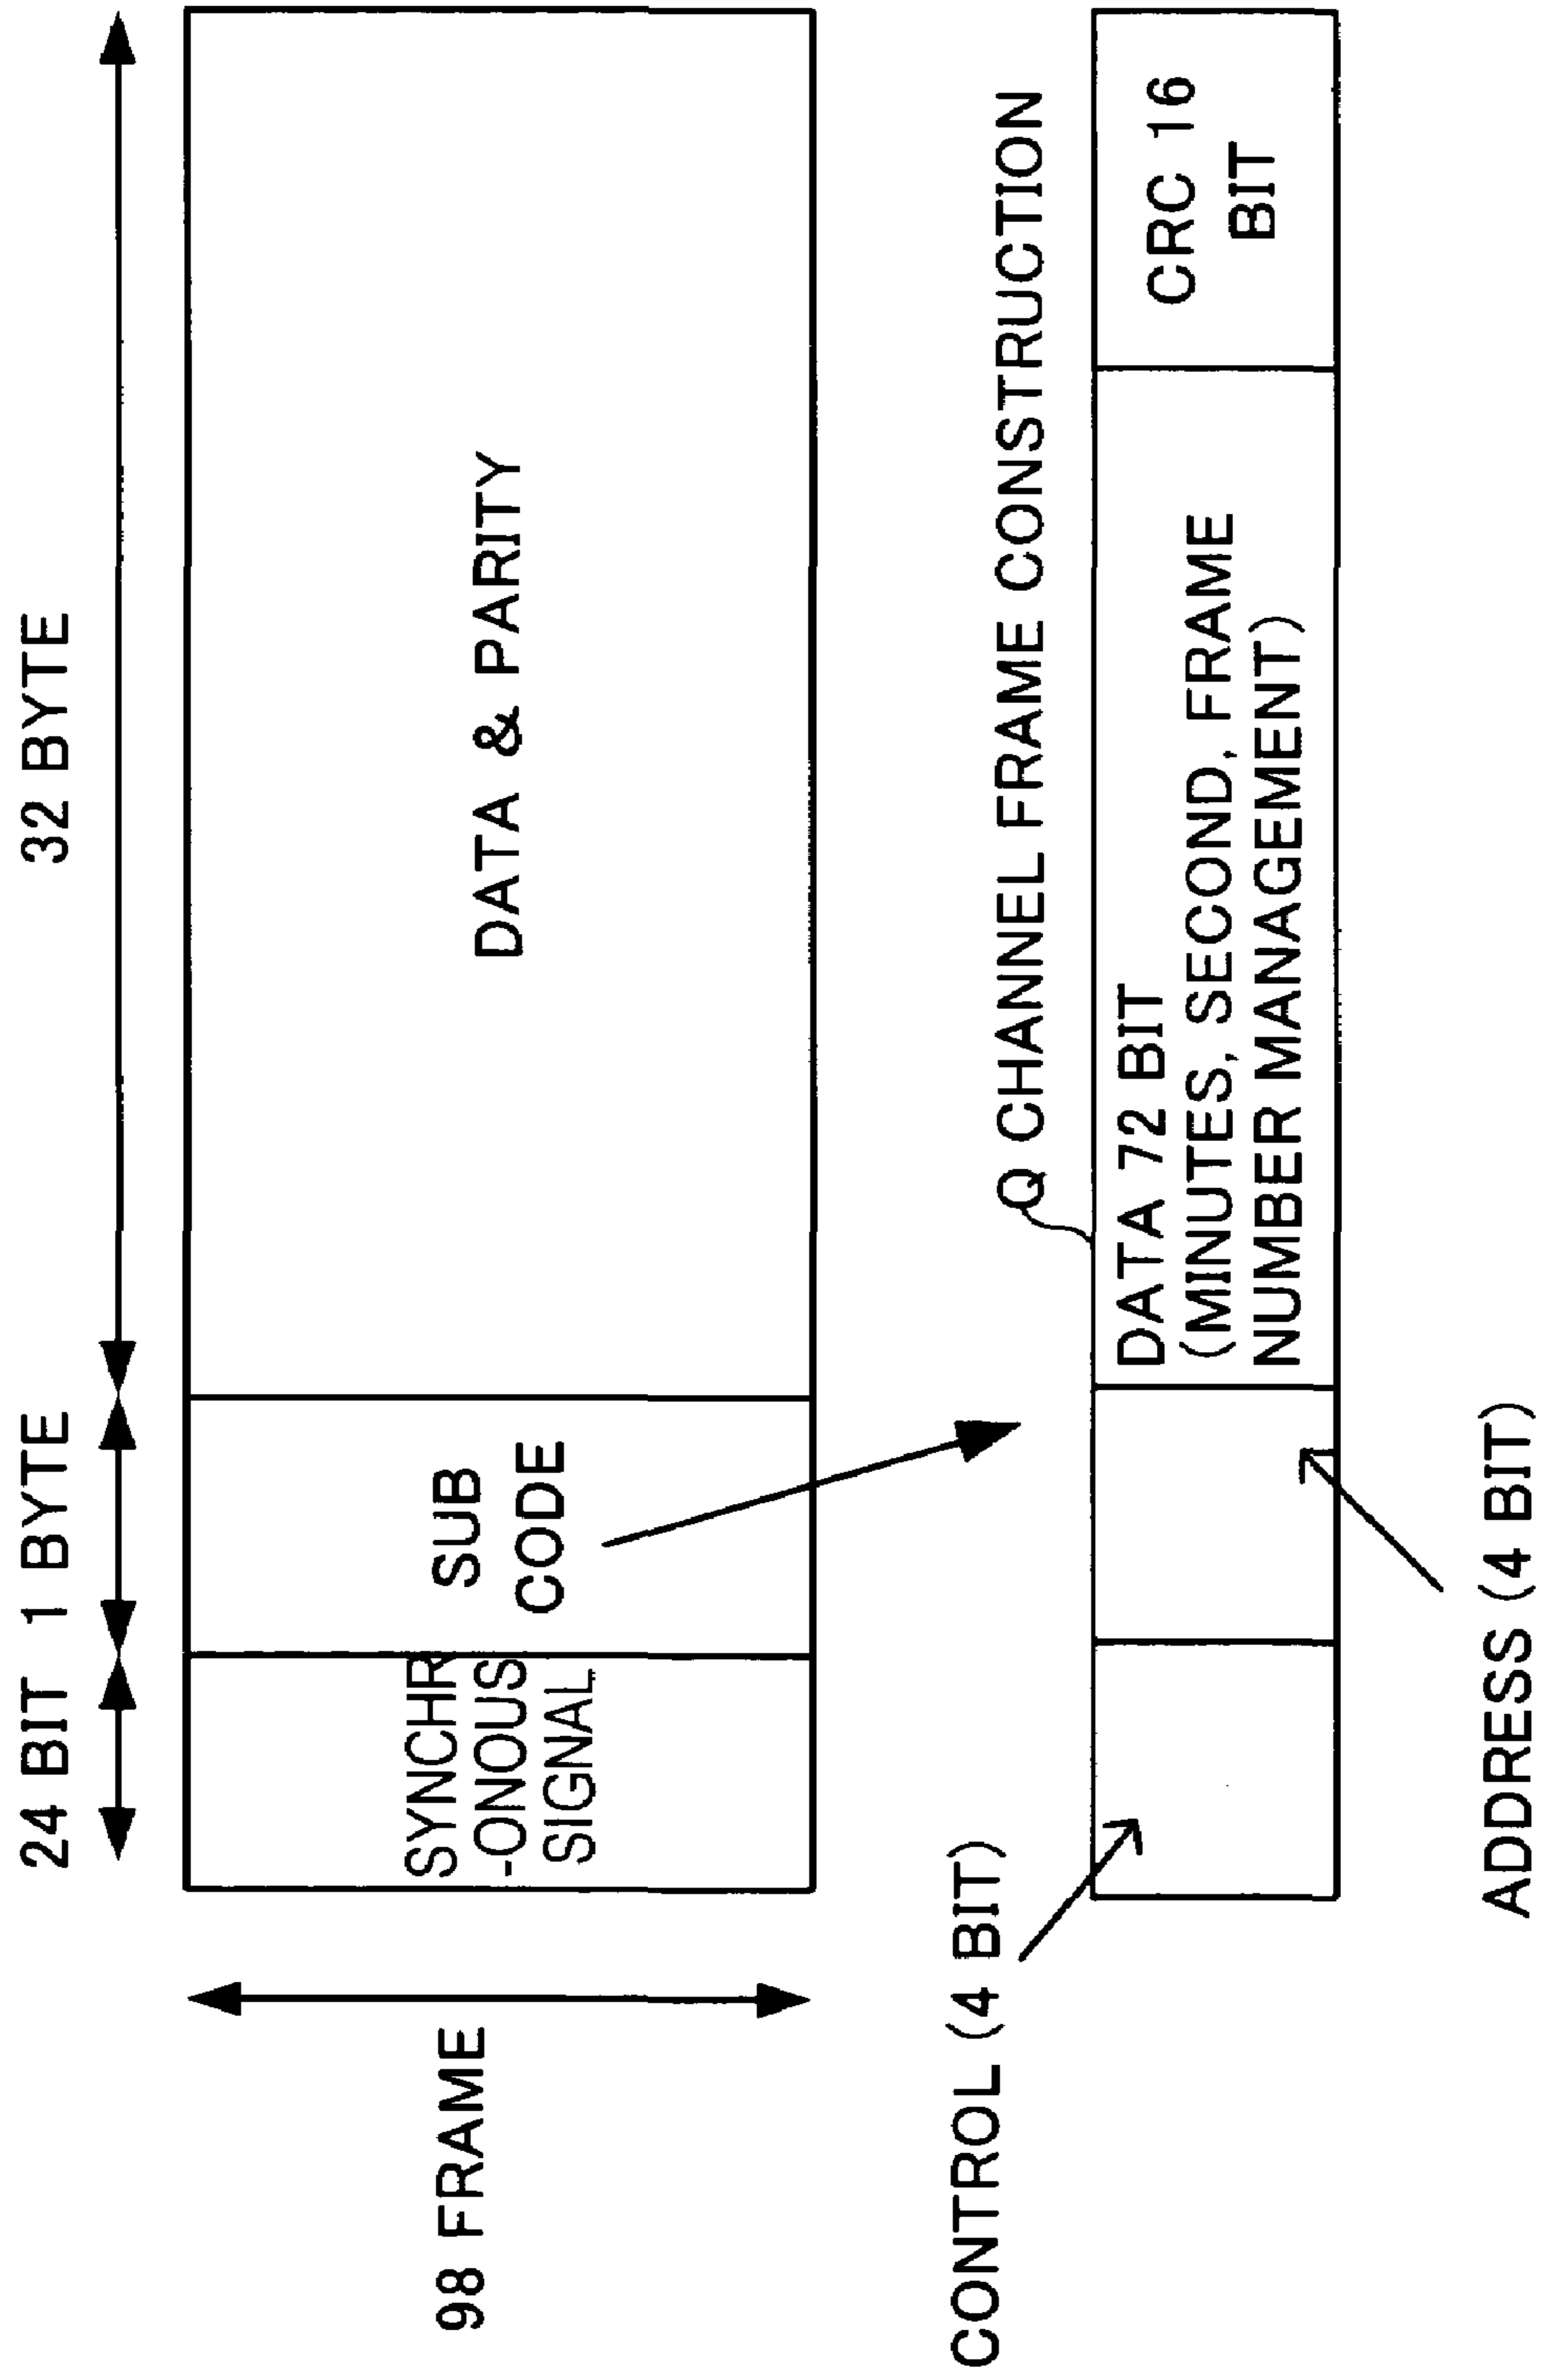 24 BIT
1 BYTE
32 BYTE
98 FRAME
SYNCHR
-ONOUS
SIGNAL
SUB
CODE
DATA & PARITY
CONTROL (4 BIT)
Q CHANNEL FRAME CONSTRUCTION
DATA 72 BIT
(MINUTES, SECOND, FRAME
NUMBER MANAGEMENT)
CRC 16
BIT
ADDRESS (4 BIT)